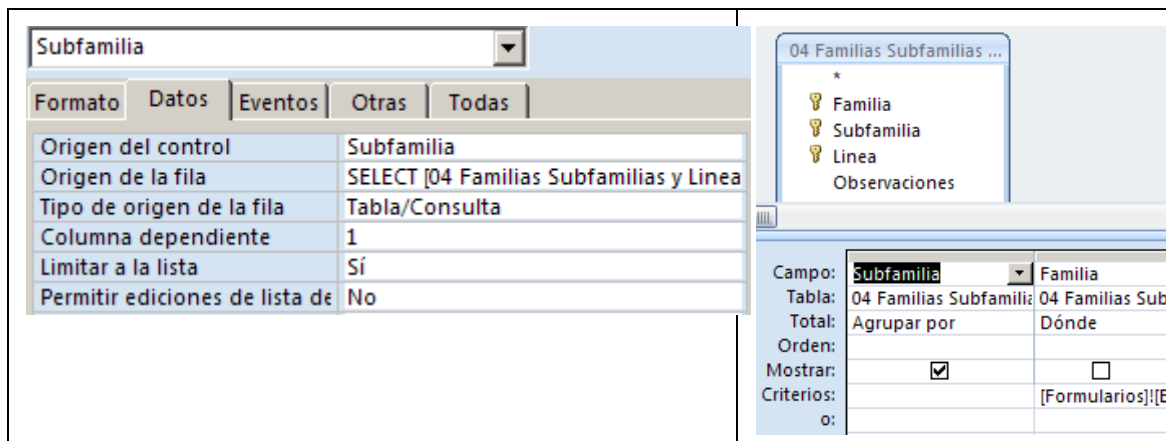 Subfamilia
Formato Datos Eventos Otras Todas
Origen del control Subfamilia
Origen de la fila SELECT [04 Familias Subfamilias y Linea
Tipo de origen de la fila Tabla/Consulta
Columna dependiente 1
Limitar a la lista Sí
Permitir ediciones de lista de No
04 Familias Subfamilias ...
*
Familia
Subfamilia
Linea
Observaciones
Campo: Subfamilia Familia
Tabla: 04 Familias Subfamilia 04 Familias Sub
Total: Agrupar por Dónde
Orden:
Mostrar:
Criterios: [Formularios]![E
o: